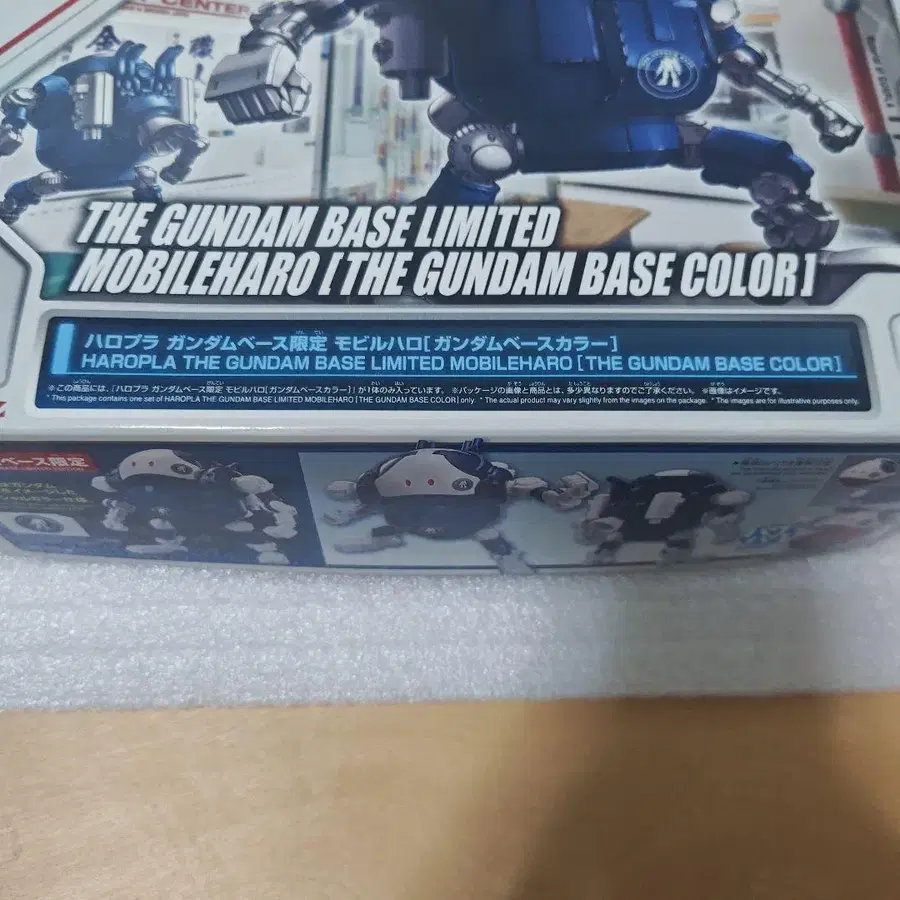 CENTER
THE GUNDAM BASE LIMITED
MOBILEHARO [THE GUNDAM BASE COLOR]
ハロプラ ガンダムベース限定 モビルハロ[ガンダムベースカラー]
HAROPLA THE GUNDAM BASE LIMITED MOBILEHARO [THE GUNDAM BASE COLOR]
※この商品には、[ハロプラ ガンダムベース限定 モビルハロ[ガンダムベースカラー]] が1体のみ入っています。 ※パッケージの画像と商品とは、多少異なりますのでご了承ください。 ※画像はイメージです。
* This package contains one set of HAROPLA THE GUNDAM BASE LIMITED MOBILEHARO [THE GUNDAM BASE COLOR] only. * The actual product may vary slightly from the images on the package. * The images are for illustrative purposes only.
ベース限定